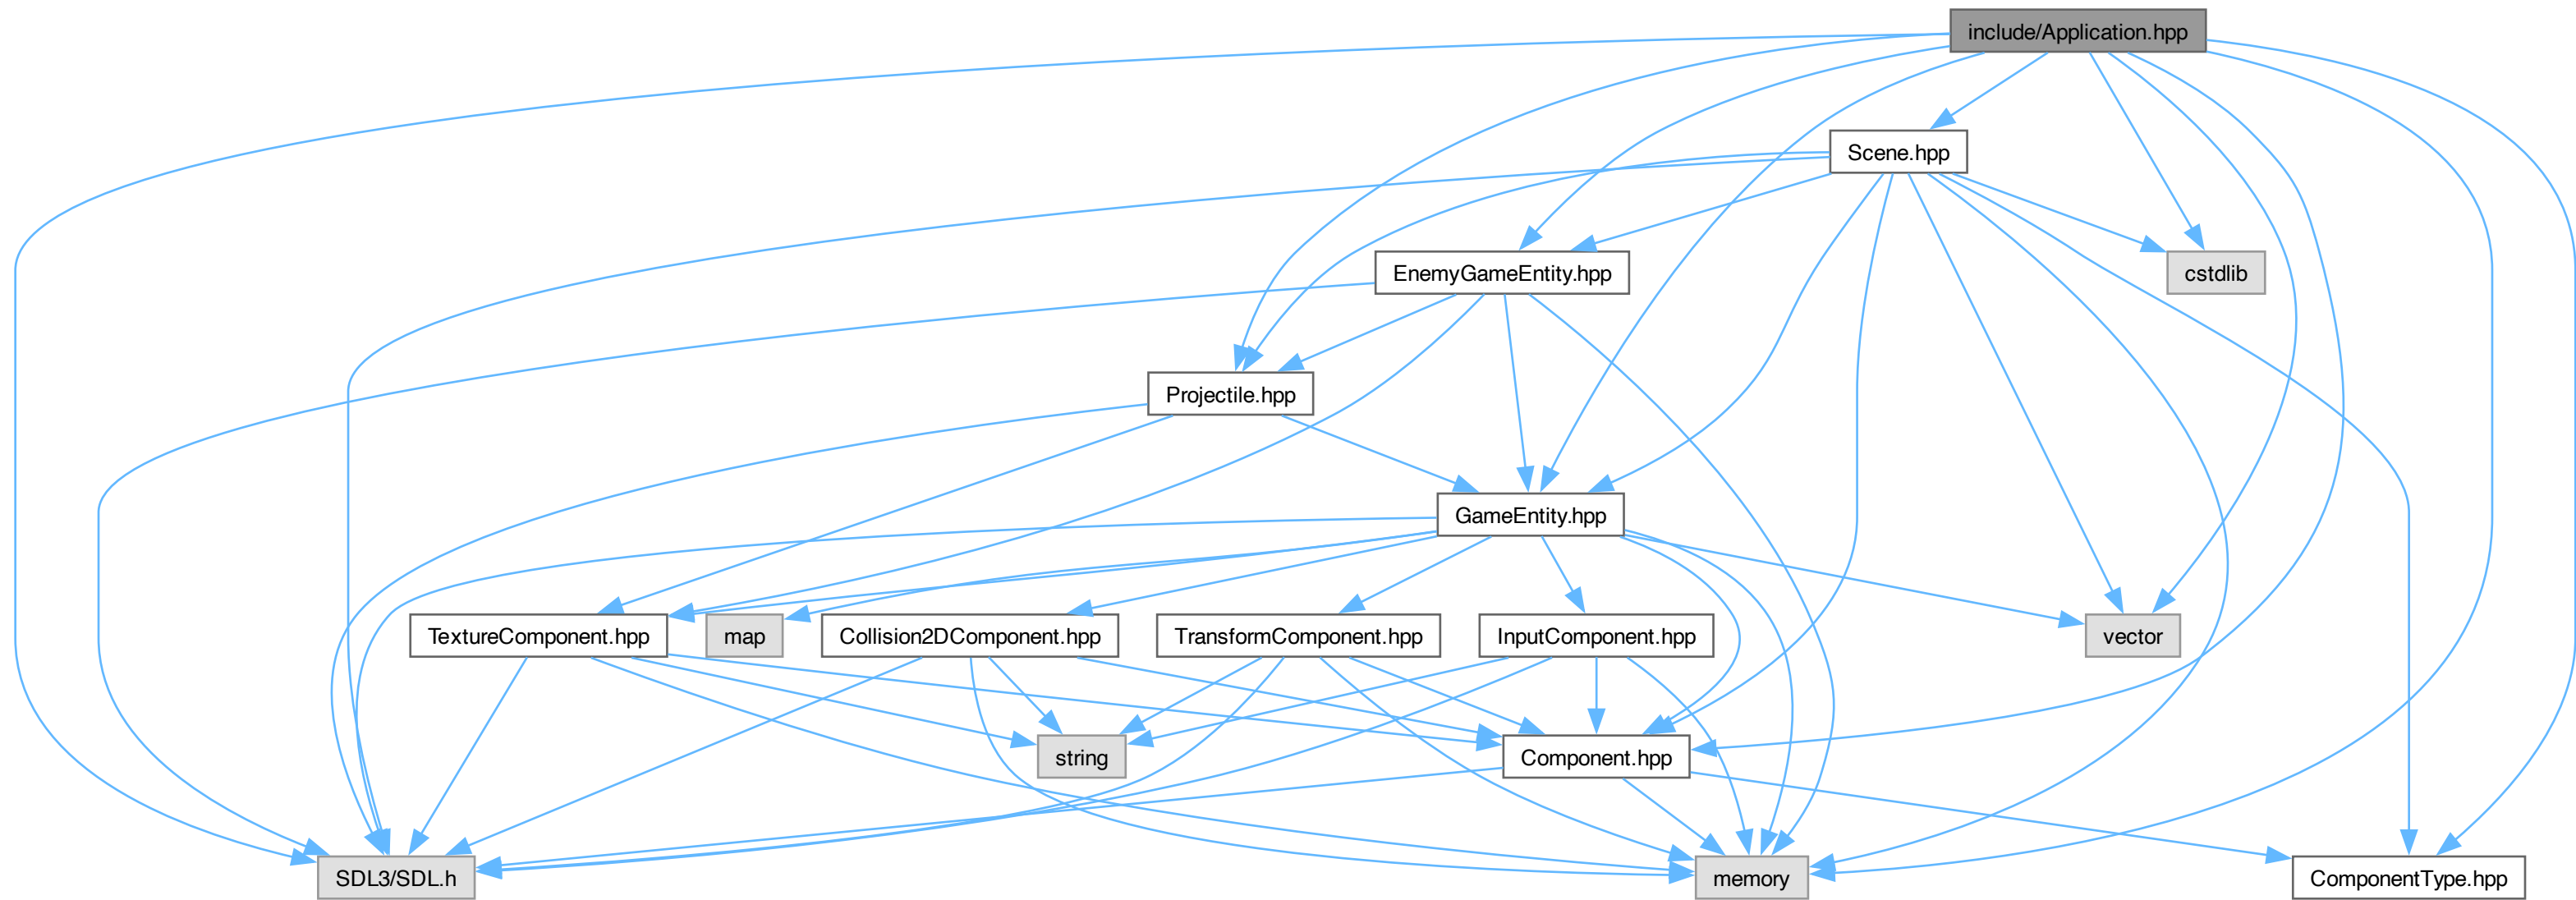 include/Application.hpp
Scene.hpp
EnemyGameEntity.hpp
cstdlib
Projectile.hpp
GameEntity.hpp
TextureComponent.hpp
map
Collision2DComponent.hpp
TransformComponent.hpp
InputComponent.hpp
vector
string
Component.hpp
SDL3/SDL.h
memory
ComponentType.hpp